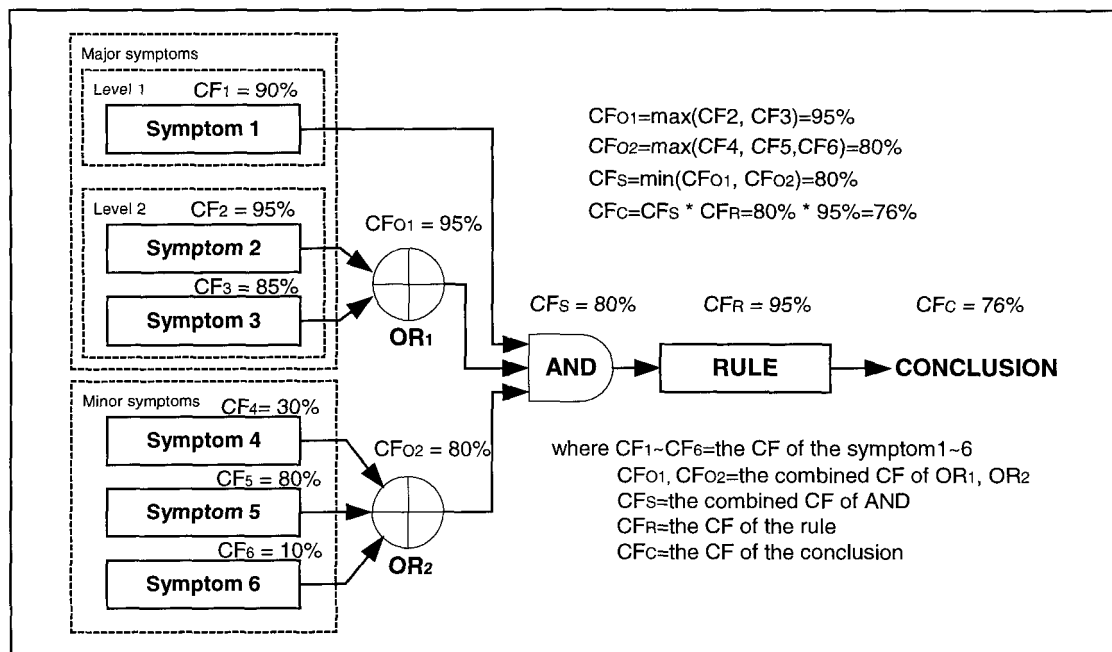 Major symptoms
Level 1
CF1 = 90%
Symptom 1
Level 2
CF2 = 95%
Symptom 2
CF3 = 85%
Symptom 3
CFO1 = 95%
OR1
Minor symptoms
CF4= 30%
Symptom 4
CF5 = 80%
Symptom 5
CF6 = 10%
Symptom 6
CFO2 = 80%
OR2
CFO1=max(CF2, CF3)=95%
CFO2=max(CF4, CF5,CF6)=80%
CFS=min(CFO1, CFO2)=80%
CFC=CFS * CFR=80% * 95%=76%
CFS = 80%
AND
CFR = 95%
RULE
CFC = 76%
CONCLUSION
where CF1~CF6=the CF of the symptom1~6
CFO1, CFO2=the combined CF of OR1, OR2
CFS=the combined CF of AND
CFR=the CF of the rule
CFC=the CF of the conclusion